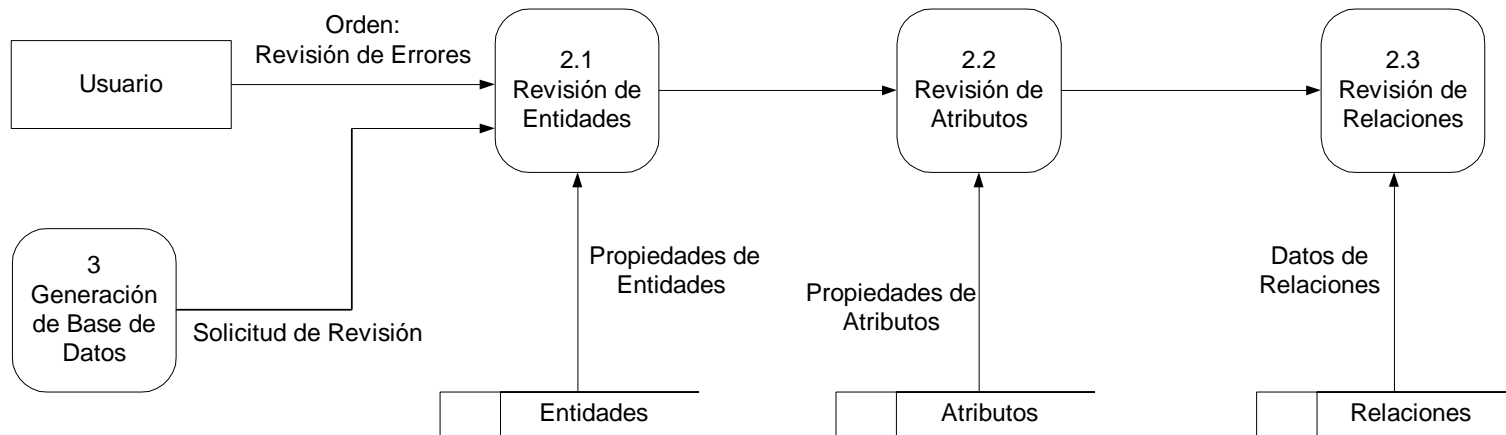 Orden:
Revisión de Errores
Usuario
2.1
Revisión de
Entidades
2.2
Revisión de
Atributos
2.3
Revisión de
Relaciones
3
Generación
de Base de
Datos
Solicitud de Revisión
Propiedades de
Entidades
Propiedades de
Atributos
Datos de
Relaciones
Entidades
Atributos
Relaciones